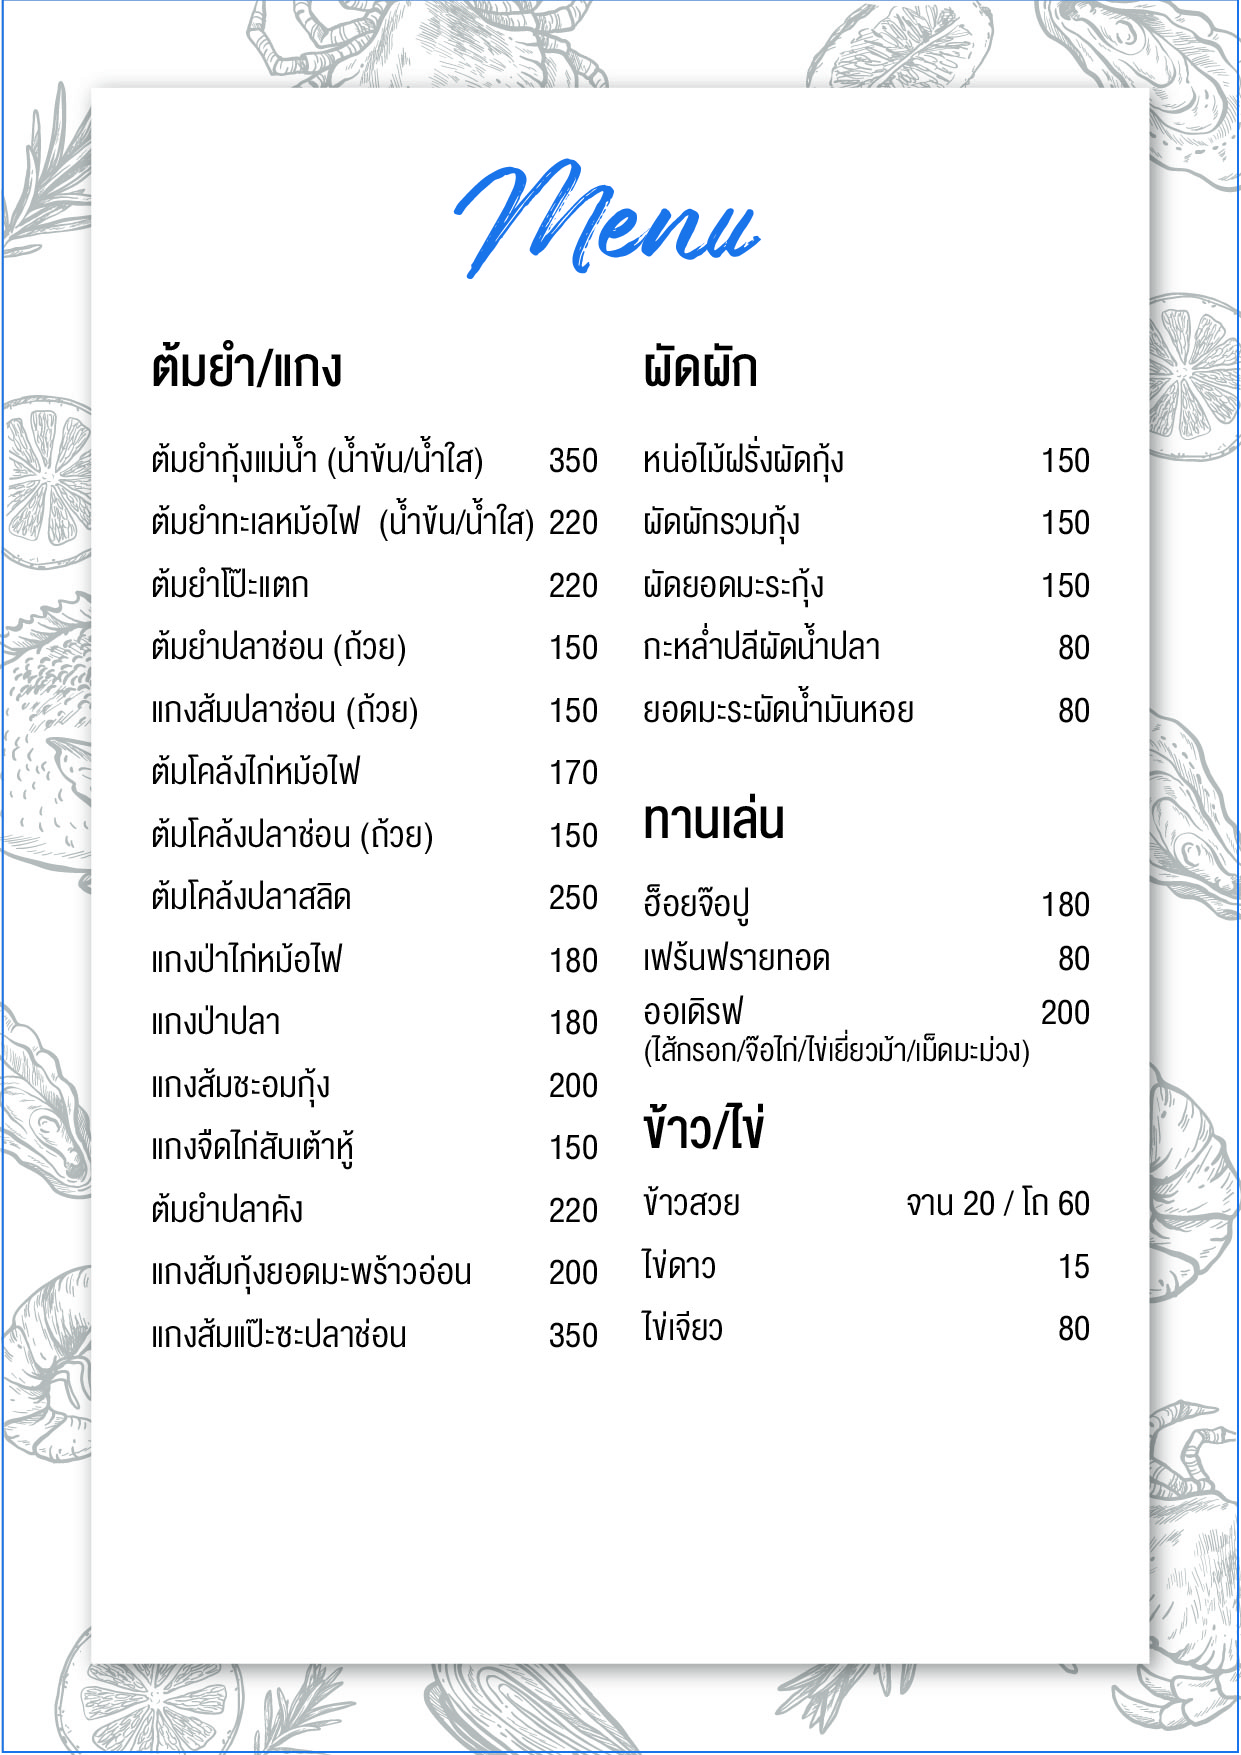 Menu
ต้มยำ/แกง
ต้มยำกุ้งแม่น้ำ (น้ำข้น/น้ำใส) 350
ต้มยำทะเลหม้อไฟ (น้ำข้น/น้ำใส) 220
ต้มยำโป๊ะแตก 220
ต้มยำปลาช่อน (ถ้วย) 150
แกงส้มปลาช่อน (ถ้วย) 150
ต้มโคล้งไก่หม้อไฟ 170
ต้มโคล้งปลาช่อน (ถ้วย) 150
ต้มโคล้งปลาสลิด 250
แกงป่าไก่หม้อไฟ 180
แกงป่าปลา 180
แกงส้มชะอมกุ้ง 200
แกงจืดไก่สับเต้าหู้ 150
ต้มยำปลาคัง 220
แกงส้มกุ้งยอดมะพร้าวอ่อน 200
แกงส้มแป๊ะซะปลาช่อน 350
ผัดผัก
หน่อไม้ฝรั่งผัดกุ้ง 150
ผัดผักรวมกุ้ง 150
ผัดยอดมะระกุ้ง 150
กะหล่ำปลีผัดน้ำปลา 80
ยอดมะระผัดน้ำมันหอย 80
ทานเล่น
ฮ็อยจ๊อปู 180
เฟร้นฟรายทอด 80
ออเดิรฟ 200
(ไส้กรอก/จ๊อไก่/ไข่เยี่ยวม้า/เม็ดมะม่วง)
ข้าว/ไข่
ข้าวสวย จาน 20 / โถ 60
ไข่ดาว 15
ไข่เจียว 80